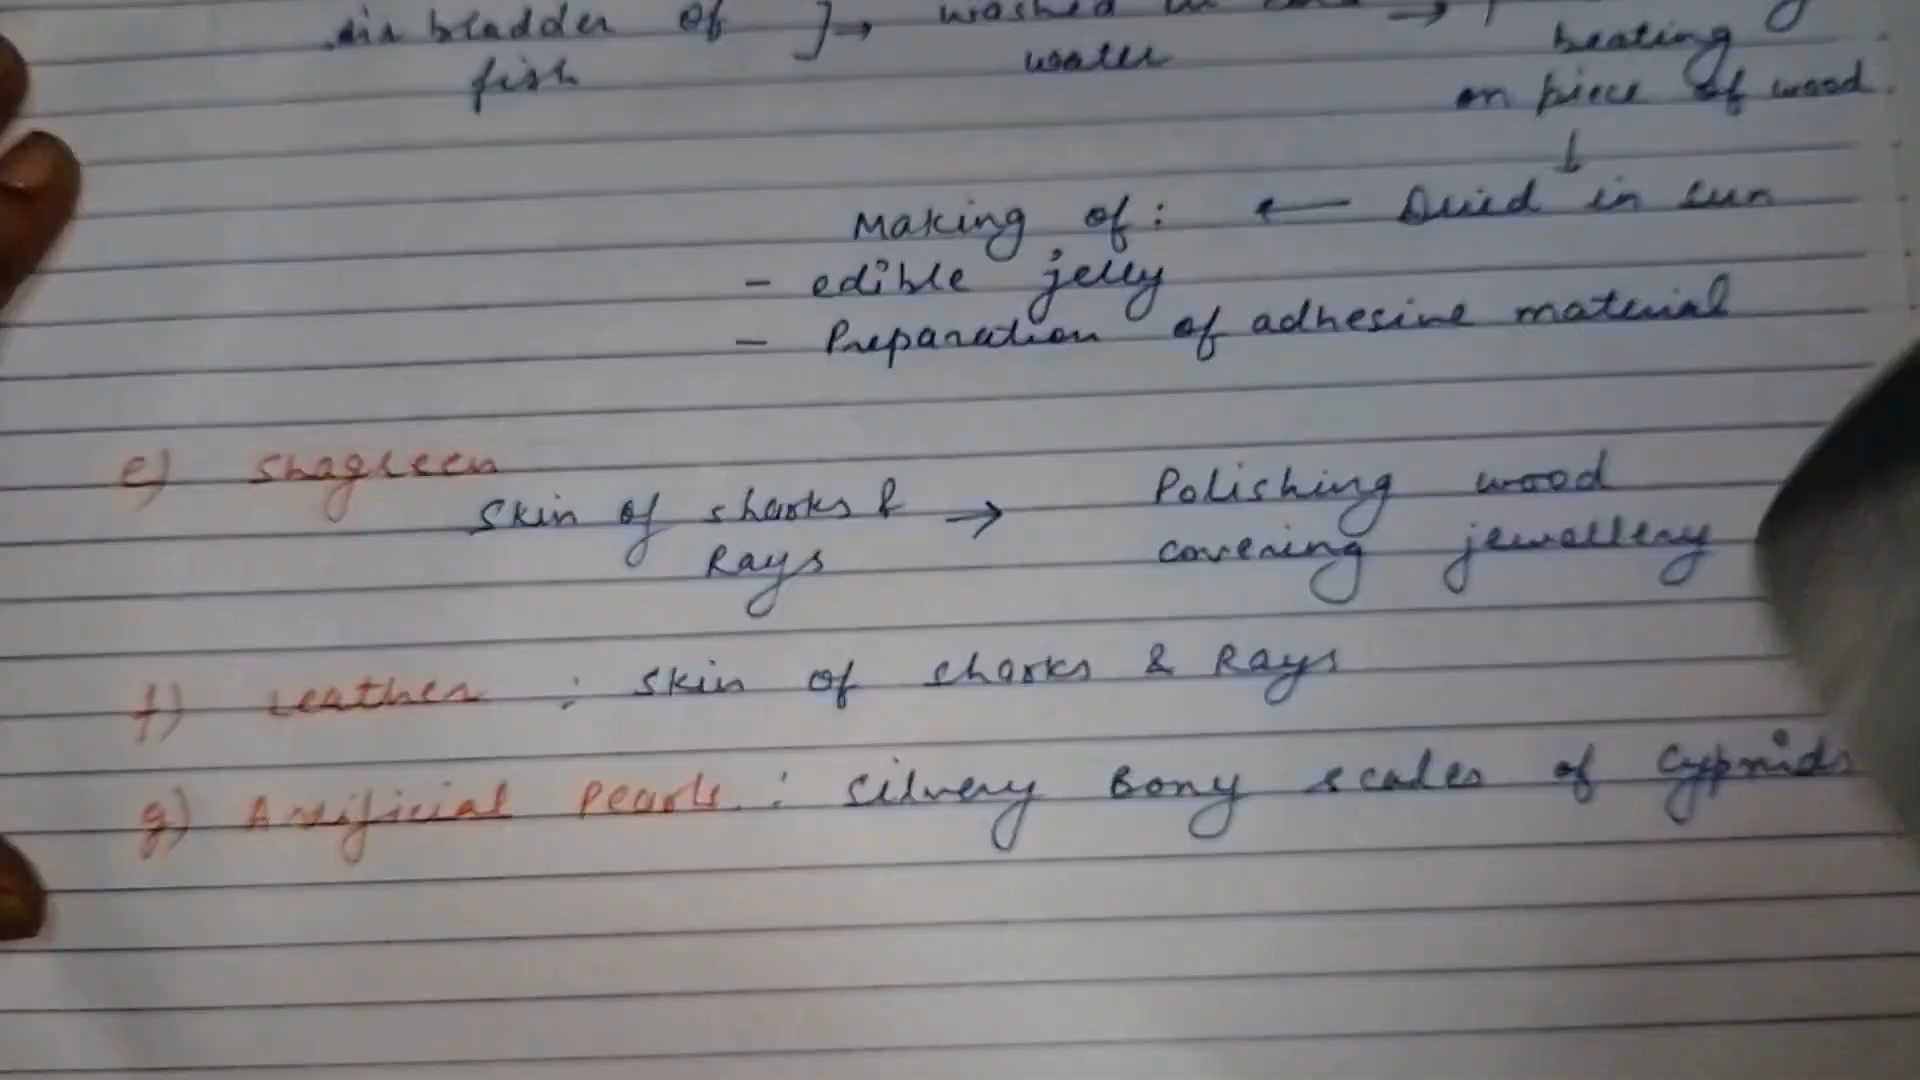 air bladder of ]→ washed in →
fish water beating
on piece of wood.
↓
Making of : ← Dried in sun
- edible jelly
- Preparation of adhesive material
e) Shagreen
Skin of sharks & → Polishing wood
Rays covering jewellery
f) Leather : Skin of sharks & Rays
g) Artificial Pearls : Silvery Bony scales of Cyprnids